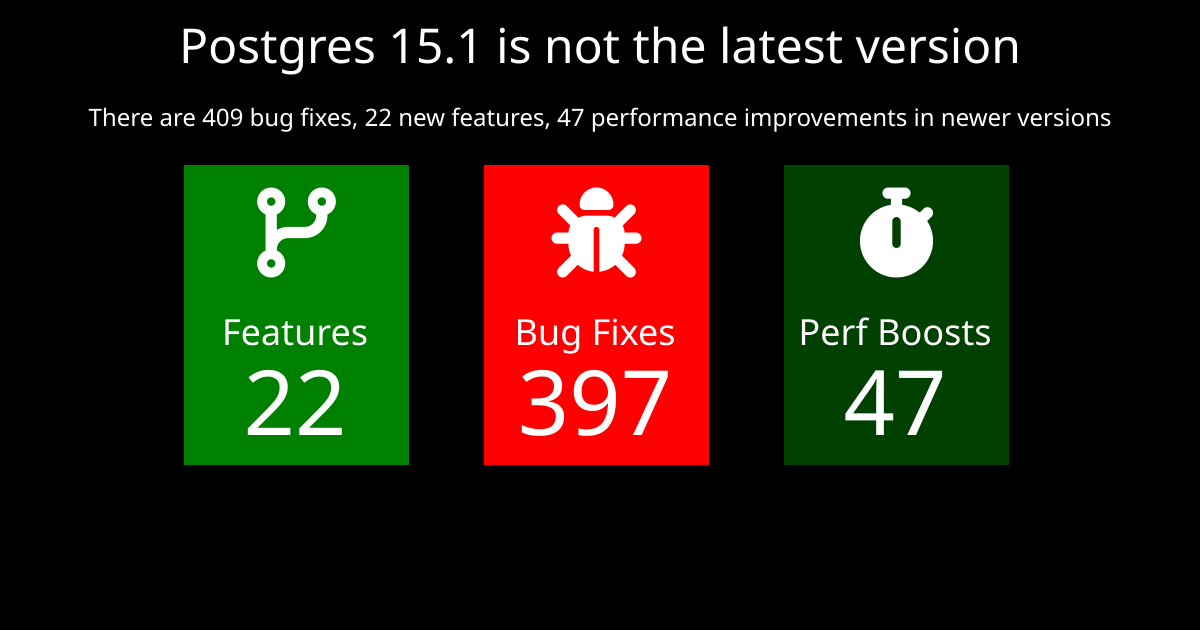 Postgres 15.1 is not the latest version
There are 409 bug fixes, 22 new features, 47 performance improvements in newer versions
Features
22
Bug Fixes
397
Perf Boosts
47